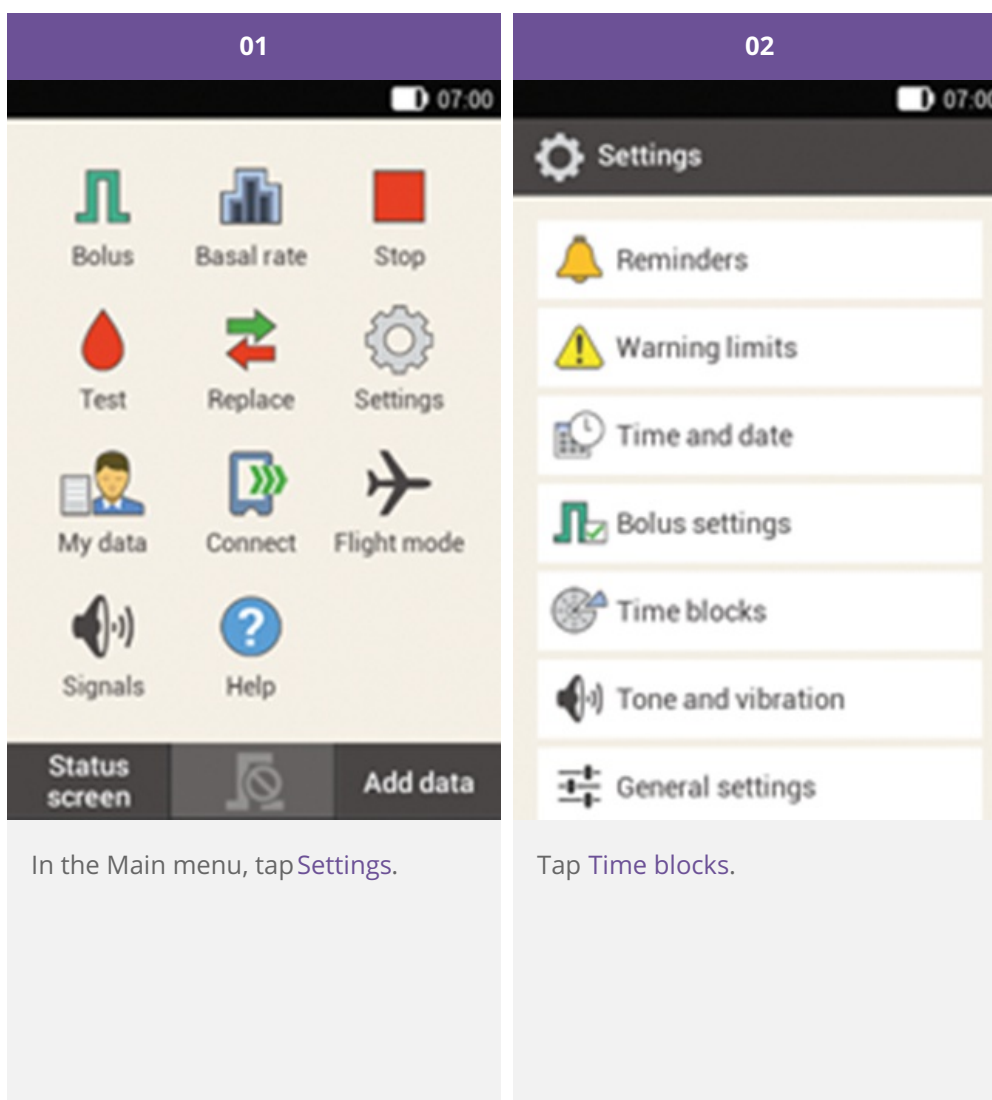 01
07:00
Bolus
Basal rate
Stop
Test
Replace
Settings
My data
Connect
Flight mode
Signals
Help
Status
screen
Add data
In the Main menu, tap Settings.
02
07:00
Settings
Reminders
Warning limits
Time and date
Bolus settings
Time blocks
Tone and vibration
General settings
Tap Time blocks.